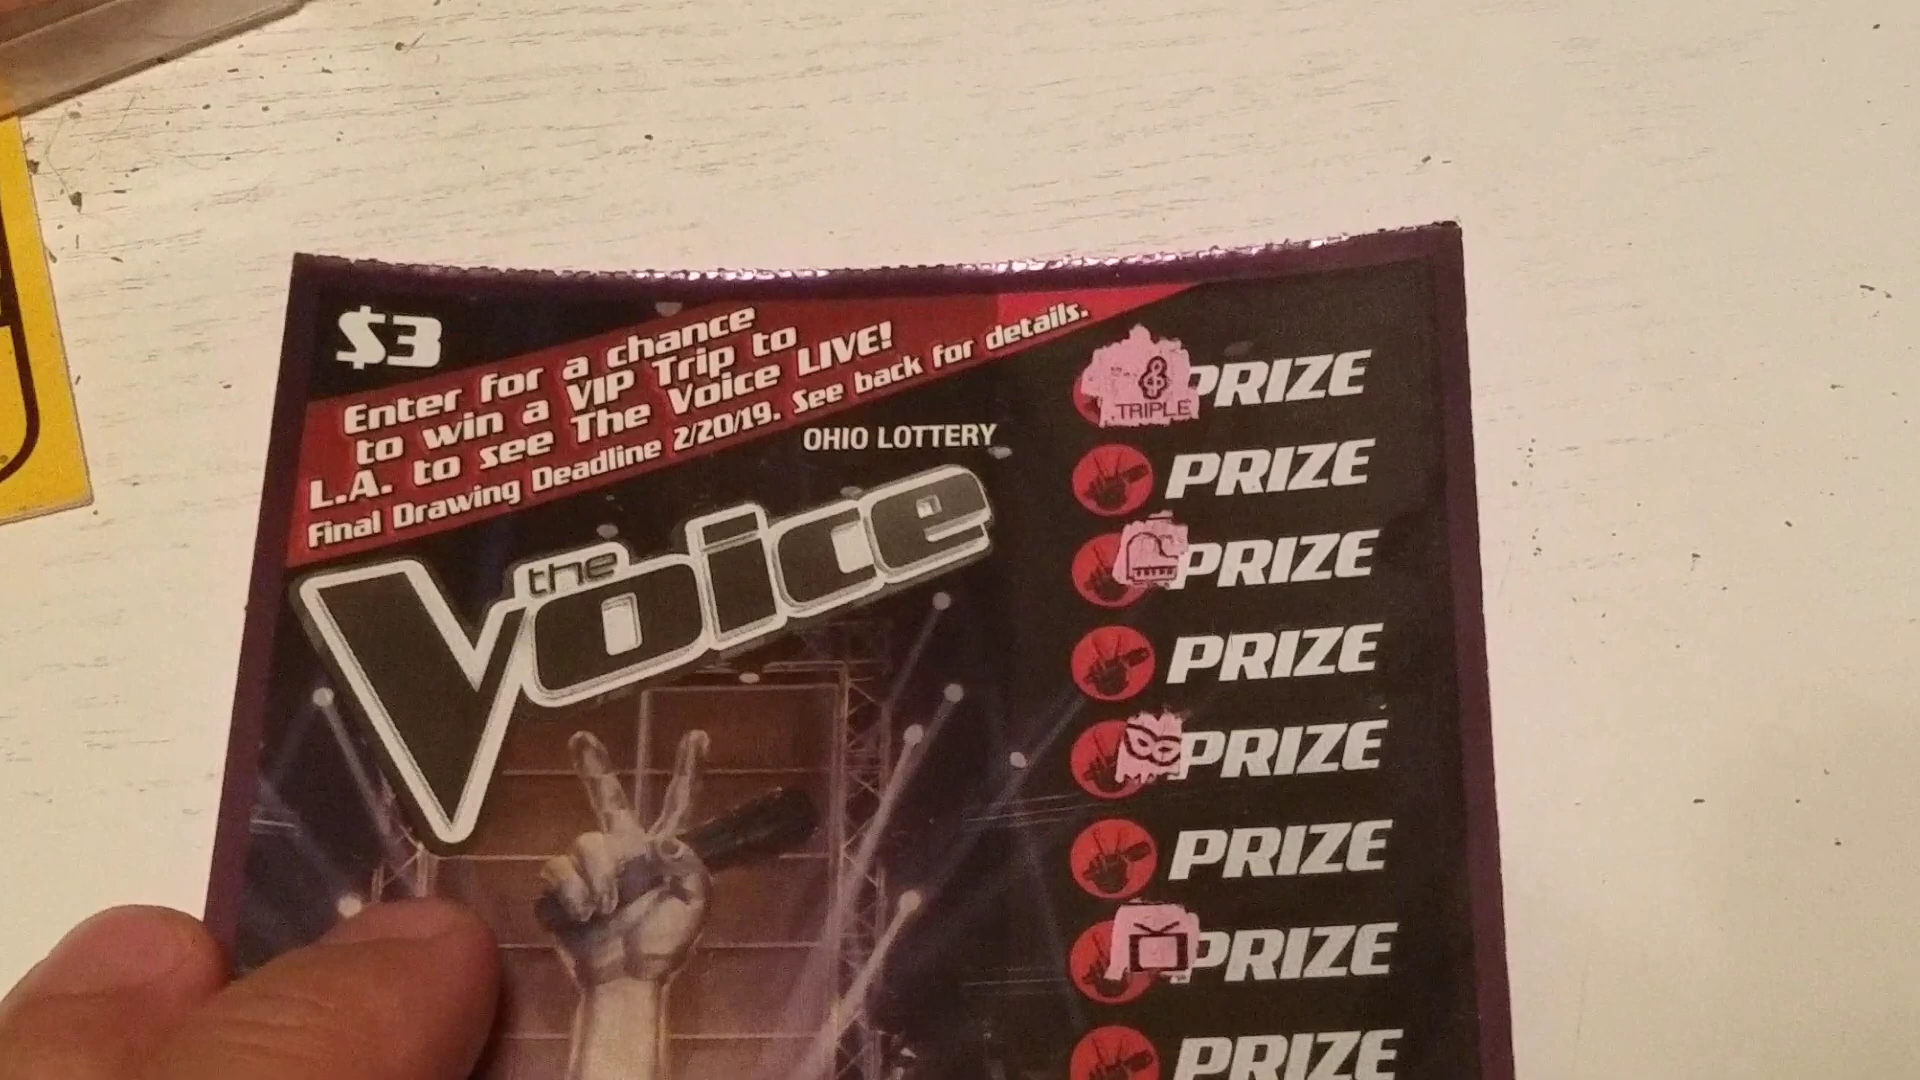 $3
Enter for a chance
to win a VIP Trip to
L.A. to see The Voice LIVE!
Final Drawing Deadline 2/20/19. See back for details.
OHIO LOTTERY
the
Voice
TRIPLE
PRIZE
PRIZE
PRIZE
PRIZE
PRIZE
PRIZE
PRIZE
PRIZE